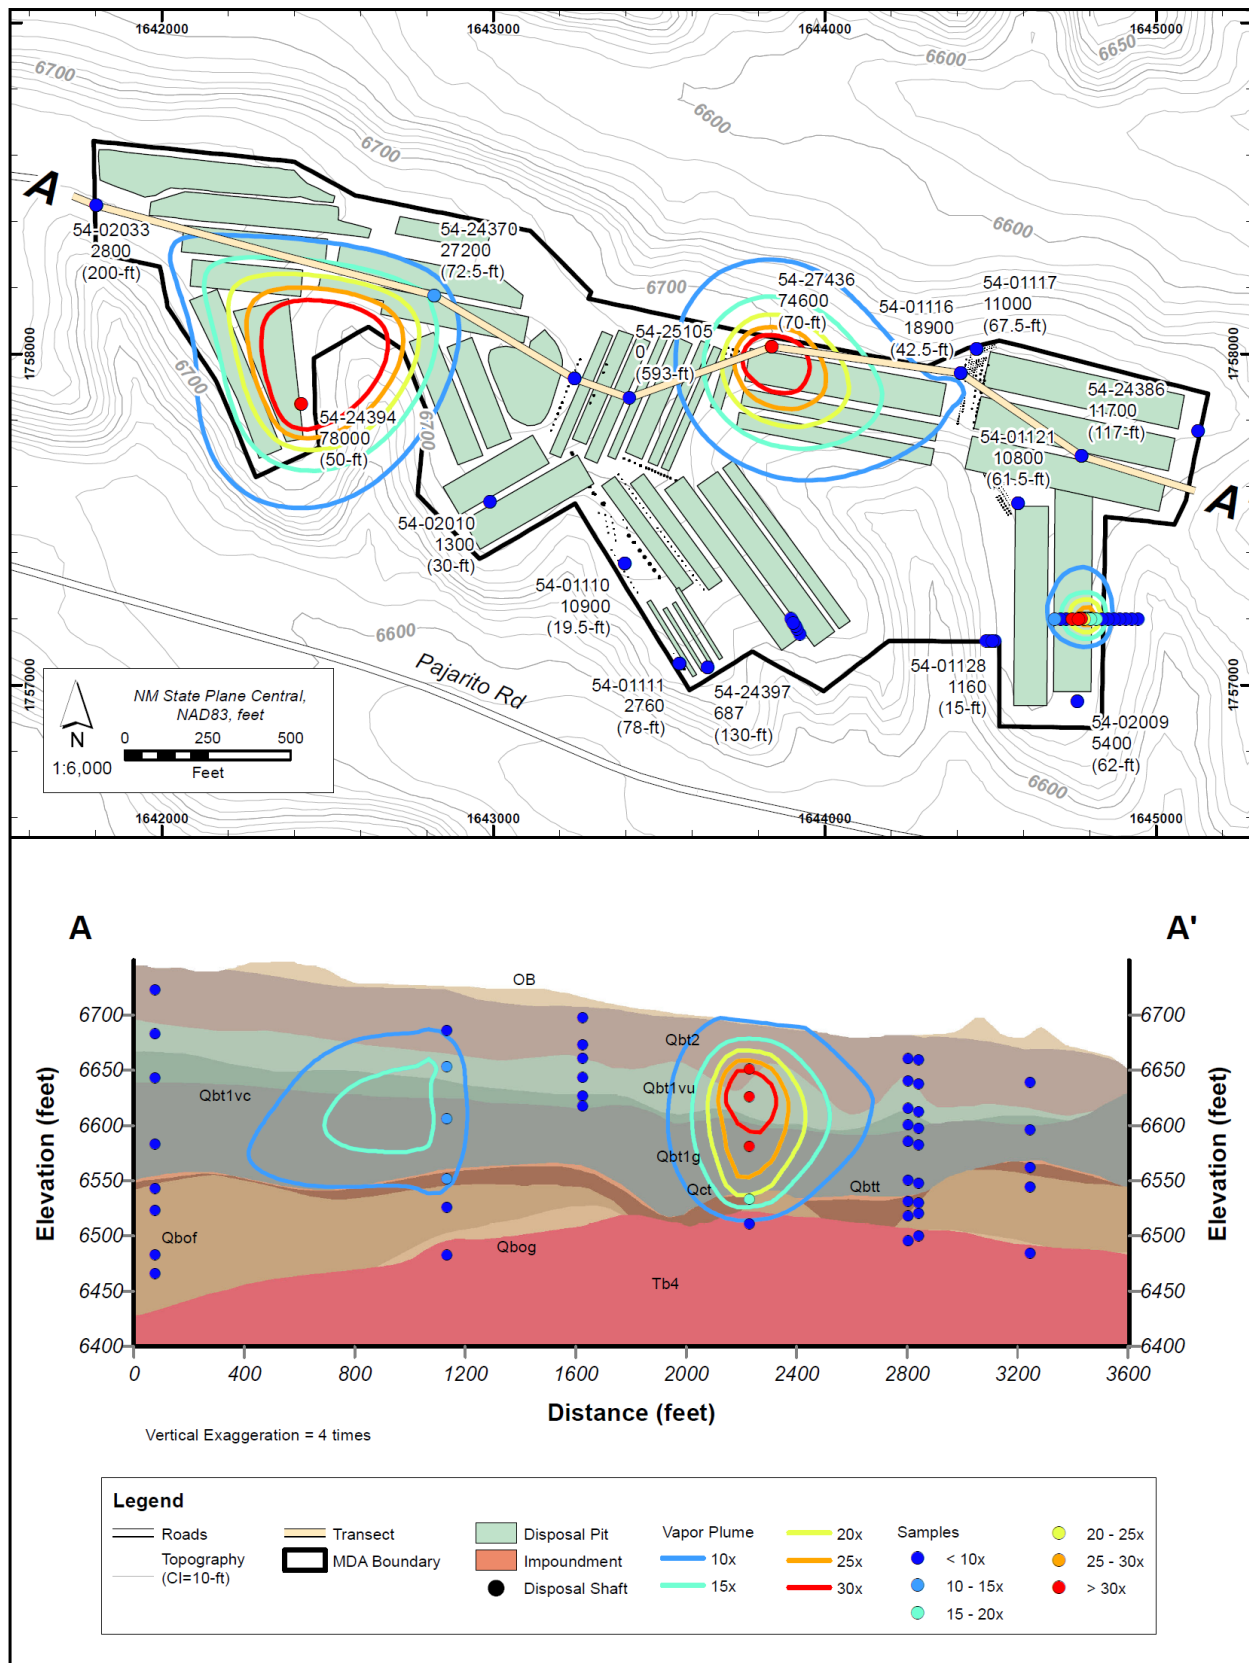 1642000
1643000
1644000
1645000
6700
6600
6650
6600
6600
6700
6700
6700
6600
6600
1758000
1758000
1757000
1757000
A
A'
54-02033
2800
(200-ft)
54-24370
27200
(72.5-ft)
54-27436
74600
(70-ft)
54-01117
11000
(67.5-ft)
54-01116
18900
(42.5-ft)
54-25105
0
(593-ft)
54-24386
11700
(117-ft)
54-24394
78000
(50-ft)
54-01121
10800
(61.5-ft)
54-02010
1300
(30-ft)
54-01110
10900
(19.5-ft)
54-01111
2760
(78-ft)
54-24397
687
(130-ft)
54-01128
1160
(15-ft)
54-02009
5400
(62-ft)
Pajarito Rd
NM State Plane Central,
NAD83, feet
N
1:6,000
0 250 500
Feet
1642000
1643000
1644000
1645000
A
A'
OB
Qbt2
Qbt1vu
Qbt1vc
Qbt1g
Qct
Qbtt
Qbof
Qbog
Tb4
Elevation (feet)
6700
6650
6600
6550
6500
6450
6400
Elevation (feet)
6700
6650
6600
6550
6500
6450
6400
0 400 800 1200 1600 2000 2400 2800 3200 3600
Distance (feet)
Vertical Exaggeration = 4 times
Legend
Roads
Topography
(CI=10-ft)
Transect
MDA Boundary
Disposal Pit
Impoundment
Disposal Shaft
Vapor Plume
10x
15x
20x
25x
30x
Samples
< 10x
10 - 15x
15 - 20x
20 - 25x
25 - 30x
> 30x